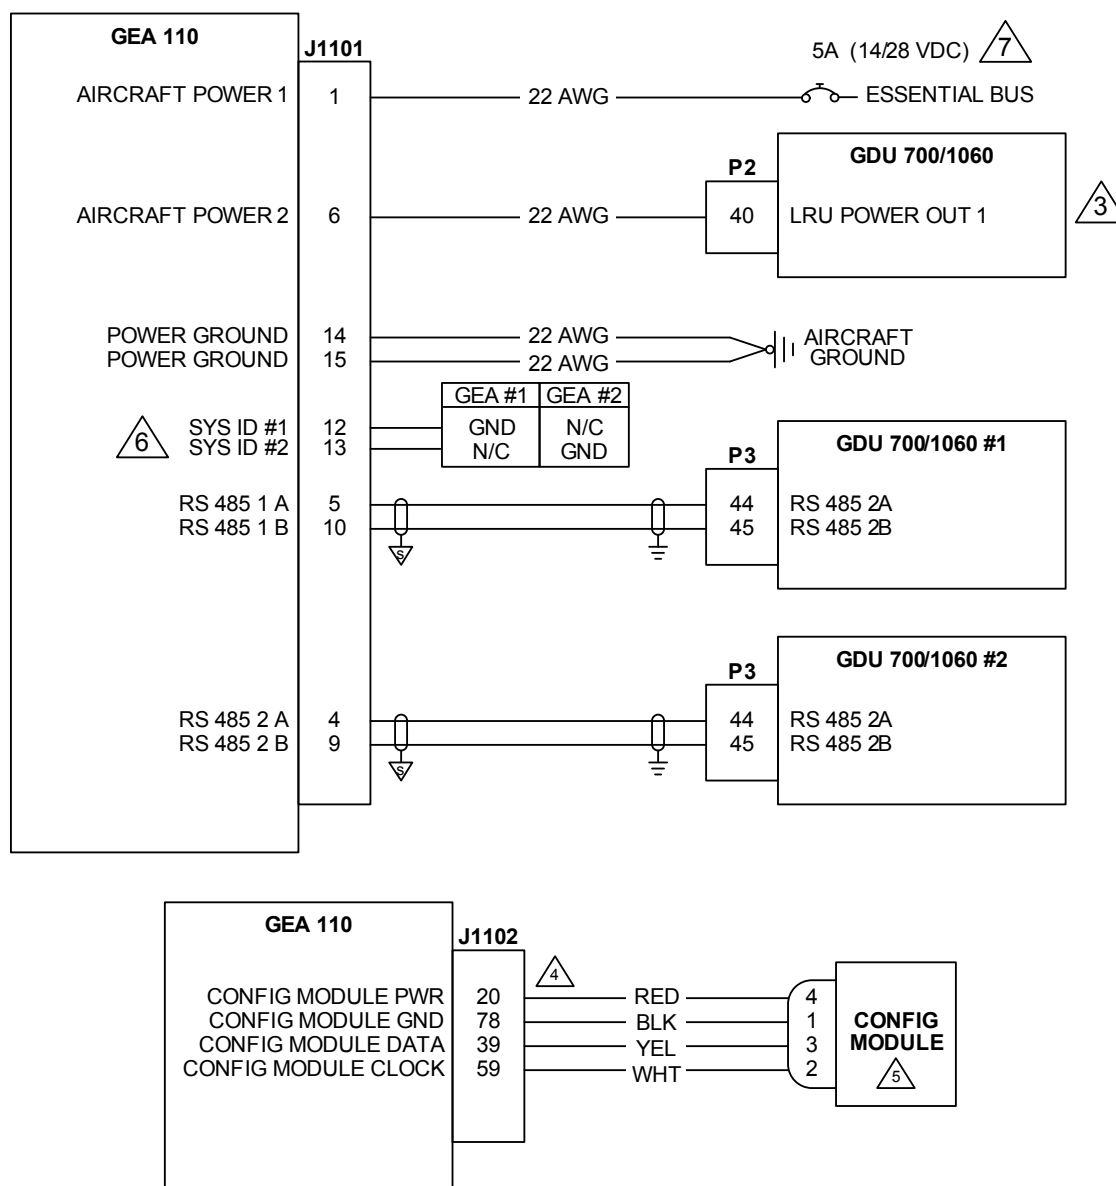 GEA 110
J1101
5A (14/28 VDC) 7
AIRCRAFT POWER 1 1 22 AWG ESSENTIAL BUS
GDU 700/1060
P2
AIRCRAFT POWER 2 6 22 AWG 40 LRU POWER OUT 1 3
POWER GROUND 14 22 AWG AIRCRAFT
POWER GROUND 15 22 AWG GROUND
GEA #1 GEA #2
6 SYS ID #1 12 GND N/C
SYS ID #2 13 N/C GND
GDU 700/1060 #1
P3
RS 485 1 A 5 44 RS 485 2A
RS 485 1 B 10 45 RS 485 2B
S
GDU 700/1060 #2
P3
RS 485 2 A 4 44 RS 485 2A
RS 485 2 B 9 45 RS 485 2B
S
GEA 110
J1102
4
CONFIG MODULE PWR 20 RED 4
CONFIG MODULE GND 78 BLK 1 CONFIG
CONFIG MODULE DATA 39 YEL 3 MODULE
CONFIG MODULE CLOCK 59 WHT 2 5